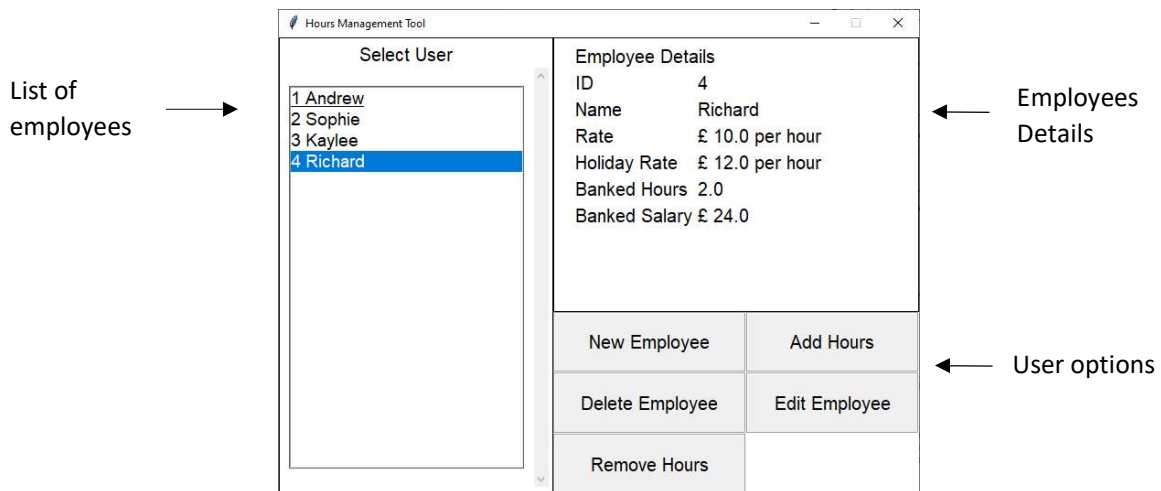 Hours Management Tool
Select User
1 Andrew
2 Sophie
3 Kaylee
4 Richard
Employee Details
ID 4
Name Richard
Rate £ 10.0 per hour
Holiday Rate £ 12.0 per hour
Banked Hours 2.0
Banked Salary £ 24.0
New Employee Add Hours
Delete Employee Edit Employee
Remove Hours
List of
employees
Employees
Details
User options